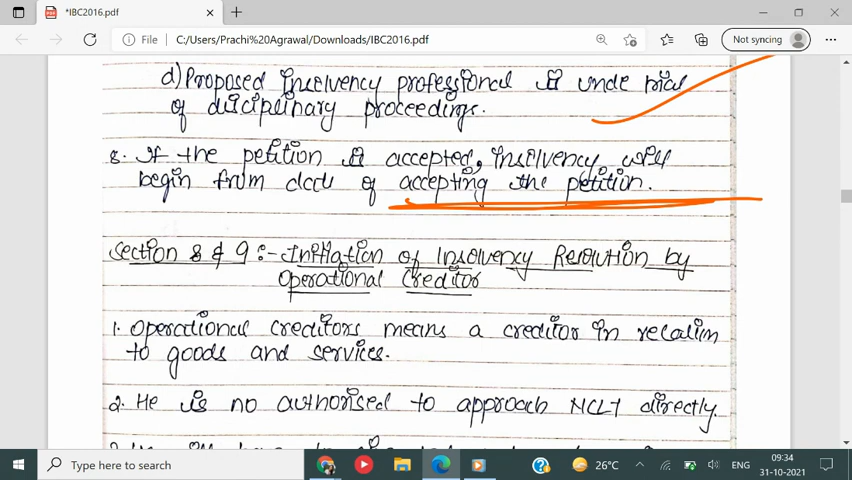 *IBC2016.pdf
File
C:/Users/Prachi%20Agrawal/Downloads/IBC2016.pdf
Not syncing
d) Proposed insolvency professional is unde trial
of disciplinary proceedings.
8. If the petition is accepted, insolvency will
begin from date of accepting the petition.
Section 8 & 9 :- Initiation of Insolvency Resolution by
Operational Creditor
1. Operational creditors means a creditor in relation
to goods and services.
2. He is no authorised to approach NCLT directly.
Type here to search
26°C
ENG
09:34
31-10-2021